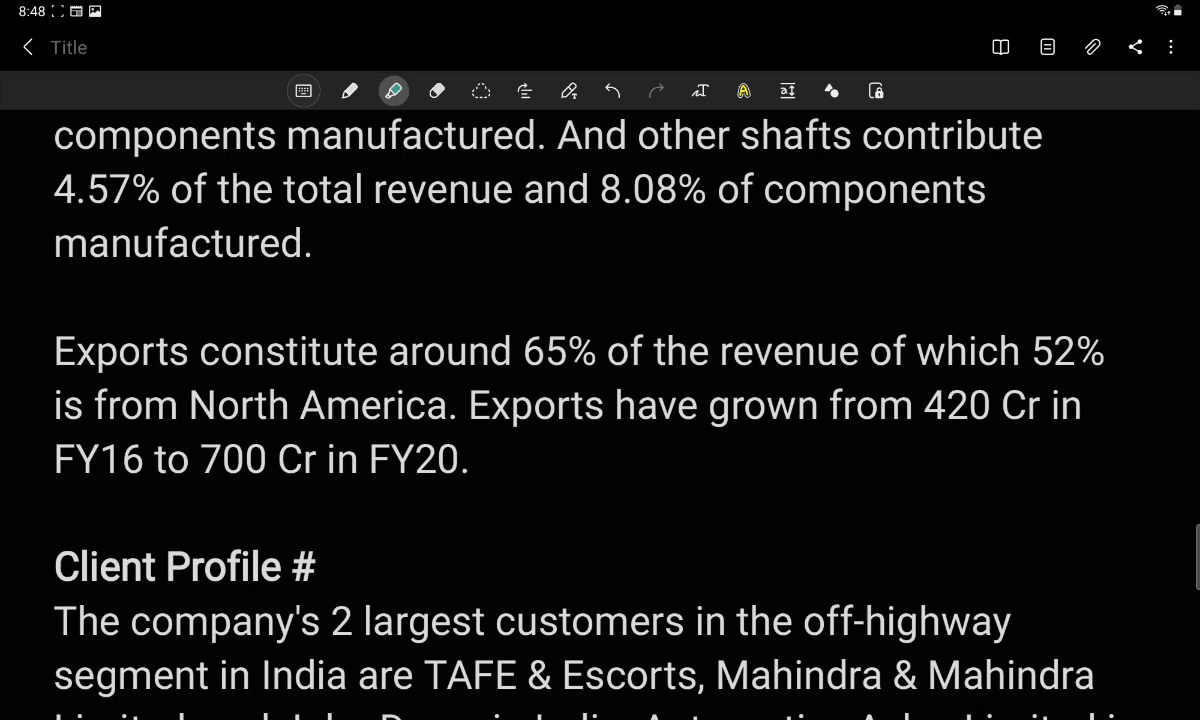 8:48
Title
components manufactured. And other shafts contribute
4.57% of the total revenue and 8.08% of components
manufactured.
Exports constitute around 65% of the revenue of which 52%
is from North America. Exports have grown from 420 Cr in
FY16 to 700 Cr in FY20.
Client Profile #
The company's 2 largest customers in the off-highway
segment in India are TAFE & Escorts, Mahindra & Mahindra